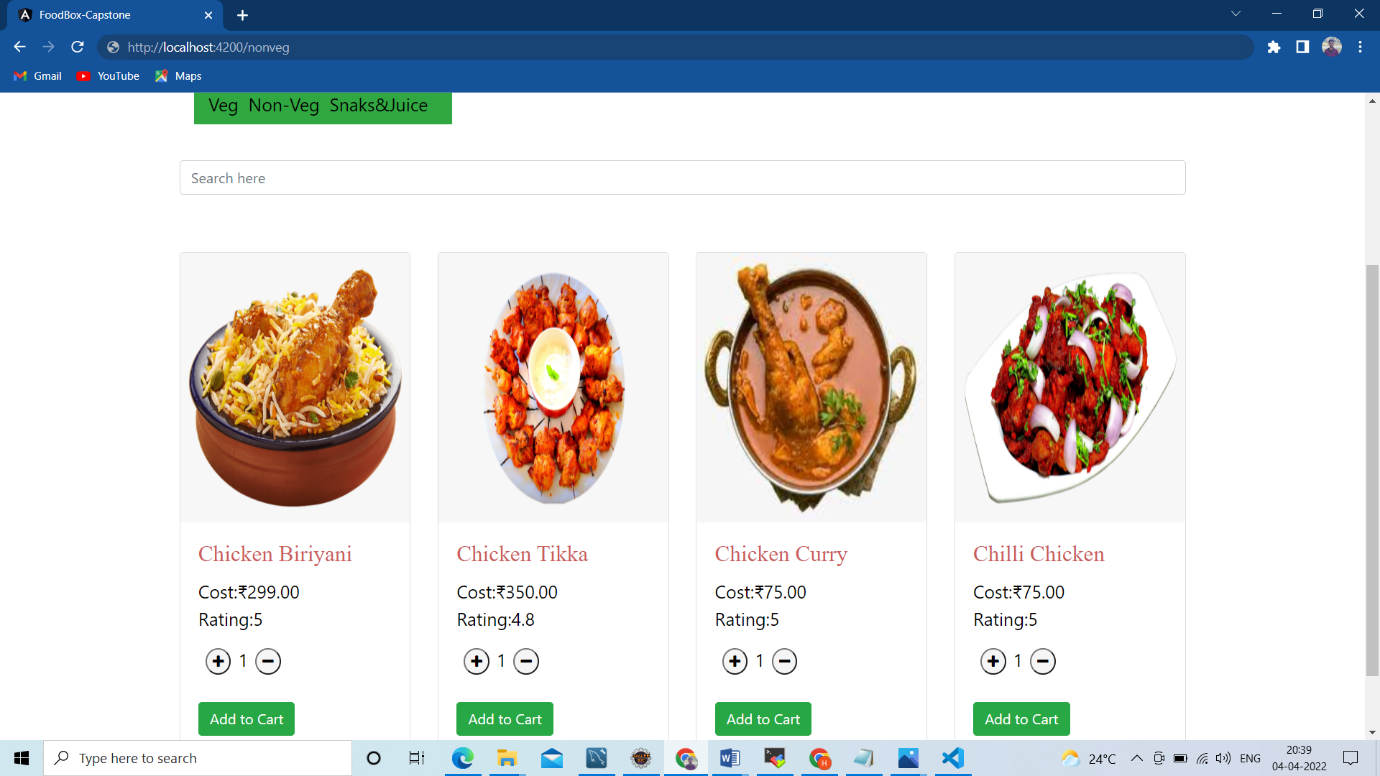 FoodBox-Capstone
http://localhost:4200/nonveg
Gmail YouTube Maps
Veg Non-Veg Snaks&Juice
Search here
Chicken Biriyani Chicken Tikka Chicken Curry Chilli Chicken
Cost:₹299.00 Cost:₹350.00 Cost:₹75.00 Cost:₹75.00
Rating:5 Rating:4.8 Rating:5 Rating:5
1 1 1 1
Add to Cart Add to Cart Add to Cart Add to Cart
Type here to search 24°C ENG 20:39
04-04-2022